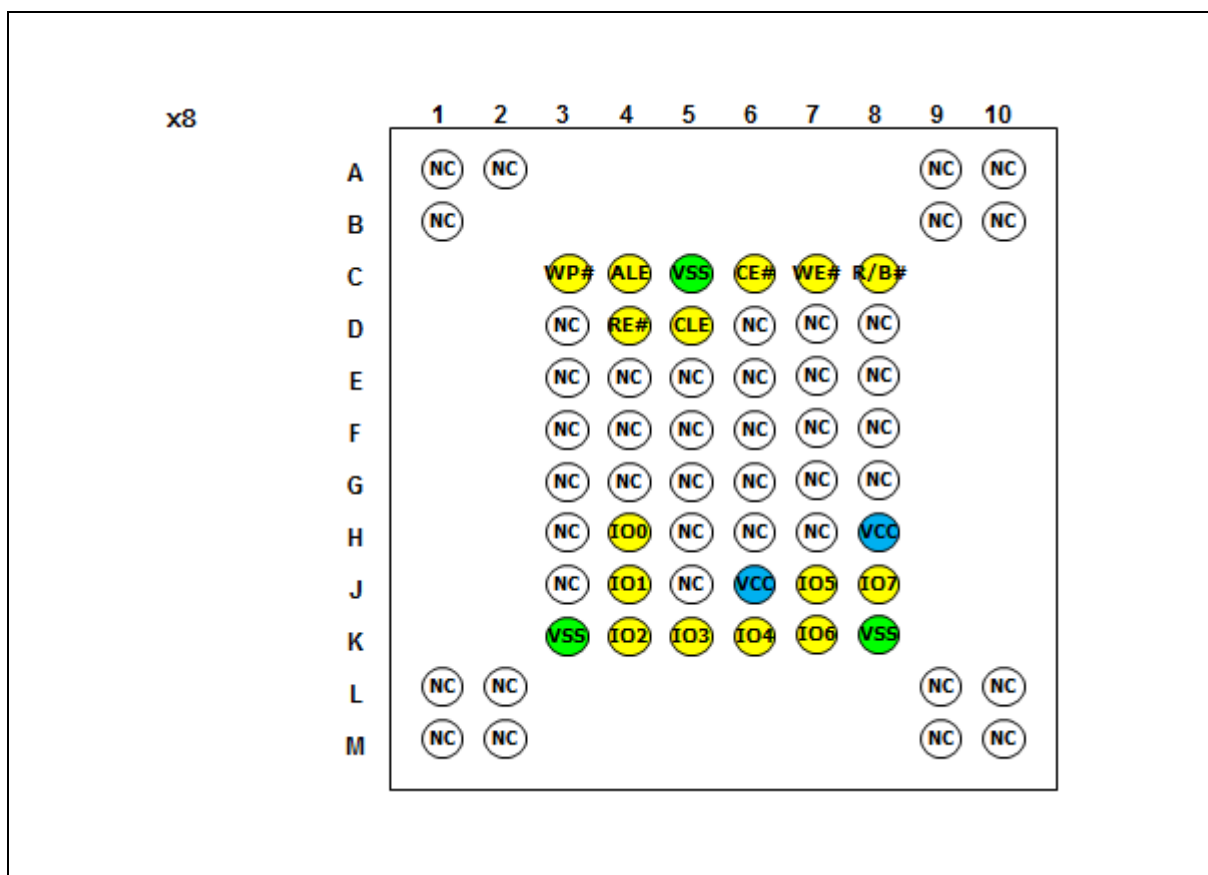 x8
1 2 3 4 5 6 7 8 9 10
A NC NC NC NC
B NC NC NC
C WP# ALE VSS CE# WE# R/B#
D NC RE# CLE NC NC NC
E NC NC NC NC NC NC
F NC NC NC NC NC NC
G NC NC NC NC NC NC
H NC IO0 NC NC NC VCC
J NC IO1 NC VCC IO5 IO7
K VSS IO2 IO3 IO4 IO6 VSS
L NC NC NC NC
M NC NC NC NC